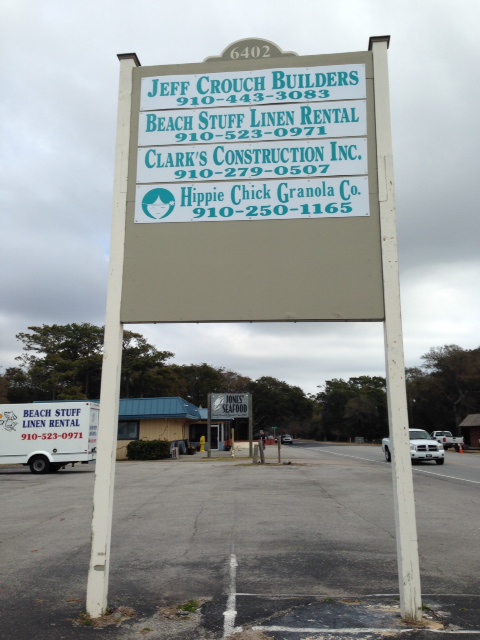 6402
JEFF CROUCH BUILDERS
910-443-3083
BEACH STUFF LINEN RENTAL
910-523-0971
CLARK'S CONSTRUCTION INC.
910-279-0507
Hippie Chick Granola Co.
910-250-1165
JONES'
SEAFOOD
BEACH STUFF
LINEN RENTAL
910-523-0971